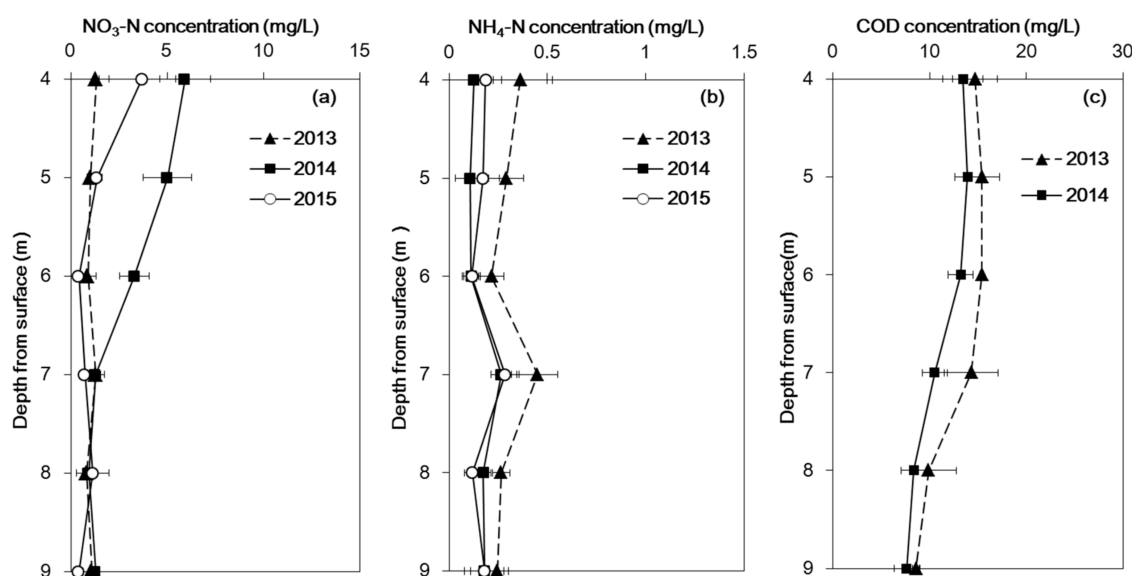 NO₃-N concentration (mg/L)
0 5 10 15
4
5
6
7
8
9
Depth from surface (m )
(a)
2013
2014
2015
NH₄-N concentration (mg/L)
0 0.5 1 1.5
4
5
6
7
8
9
Depth from surface (m )
(b)
2013
2014
2015
COD concentration (mg/L)
0 10 20 30
4
5
6
7
8
9
Depth from surface(m)
(c)
2013
2014